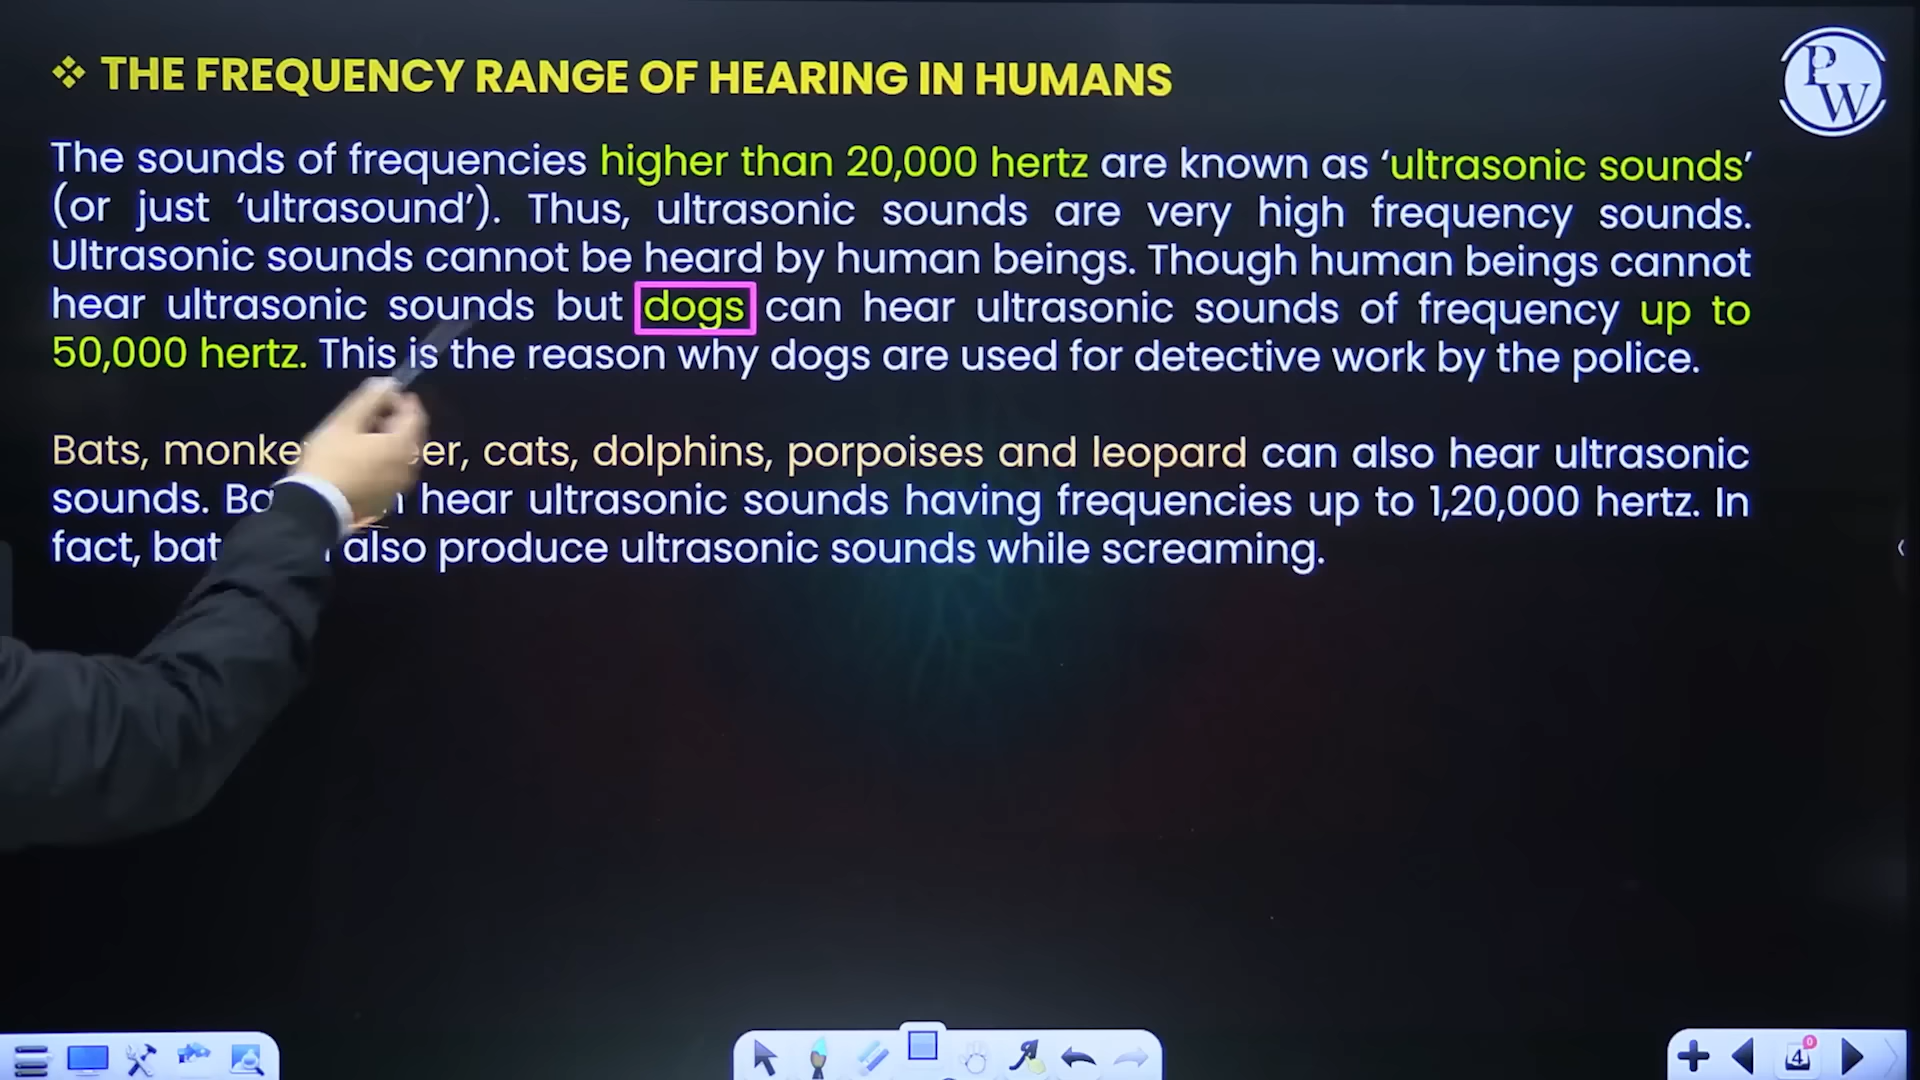 THE FREQUENCY RANGE OF HEARING IN HUMANS
PW
The sounds of frequencies higher than 20,000 hertz are known as ‘ultrasonic sounds’
(or just ‘ultrasound’). Thus, ultrasonic sounds are very high frequency sounds.
Ultrasonic sounds cannot be heard by human beings. Though human beings cannot
hear ultrasonic sounds but dogs can hear ultrasonic sounds of frequency up to
50,000 hertz. This is the reason why dogs are used for detective work by the police.
Bats, cats, dolphins, porpoises and leopard can also hear ultrasonic
sounds. hear ultrasonic sounds having frequencies up to 1,20,000 hertz. In
fact, also produce ultrasonic sounds while screaming.
4
0